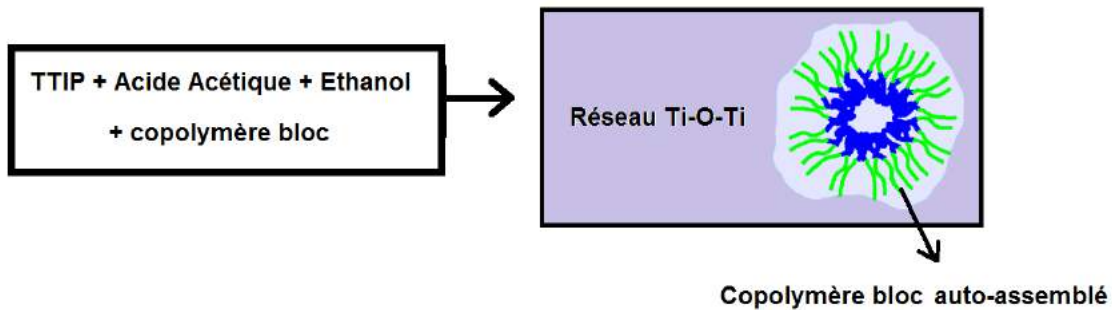 TTIP + Acide Acétique + Ethanol
+ copolymère bloc
Réseau Ti-O-Ti
Copolymère bloc auto-assemblé